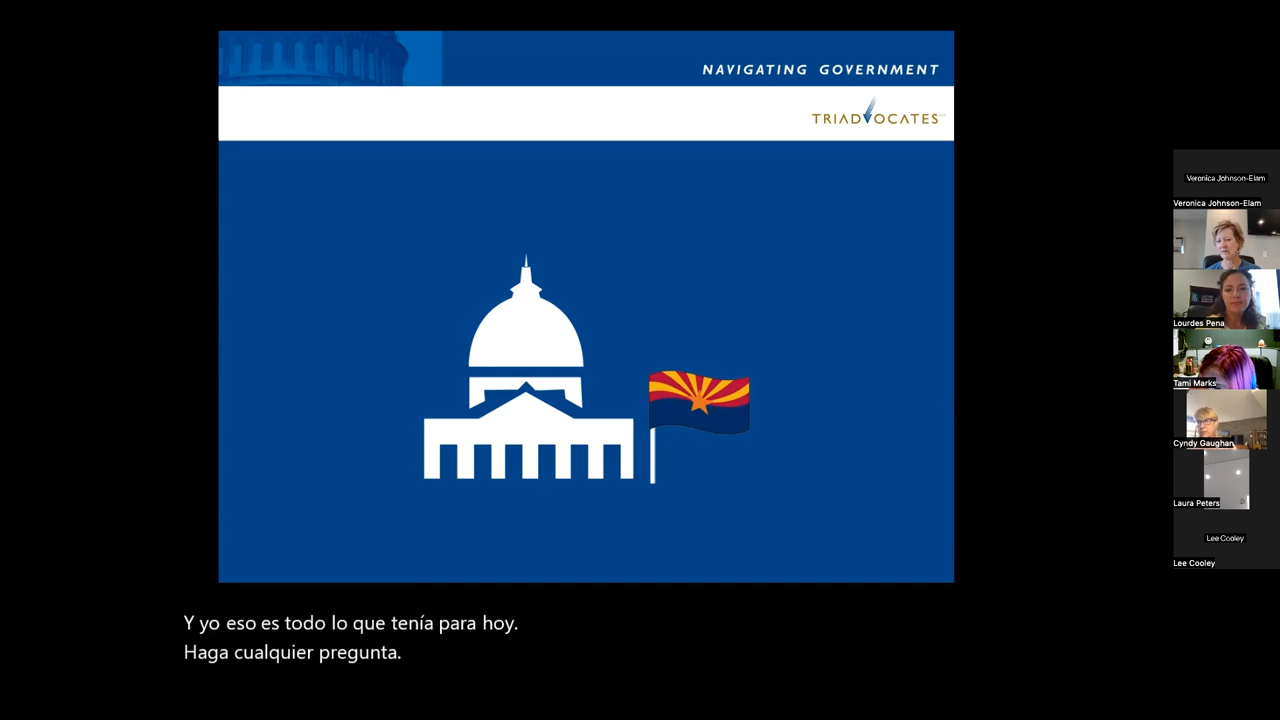 NAVIGATING GOVERNMENT
TRIADVOCATES
Veronica Johnson-Elam
Veronica Johnson-Elam
Lourdes Pena
Tami Marks
Cyndy Gaughan
Laura Peters
Lee Cooley
Lee Cooley
Y yo eso es todo lo que tenía para hoy.
Haga cualquier pregunta.